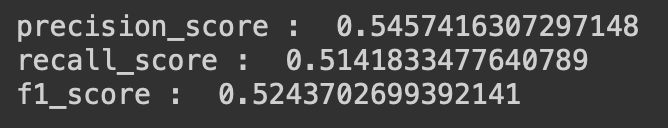 precision_score :  0.5457416307297148
recall_score :  0.5141833477640789
f1_score :  0.5243702699392141